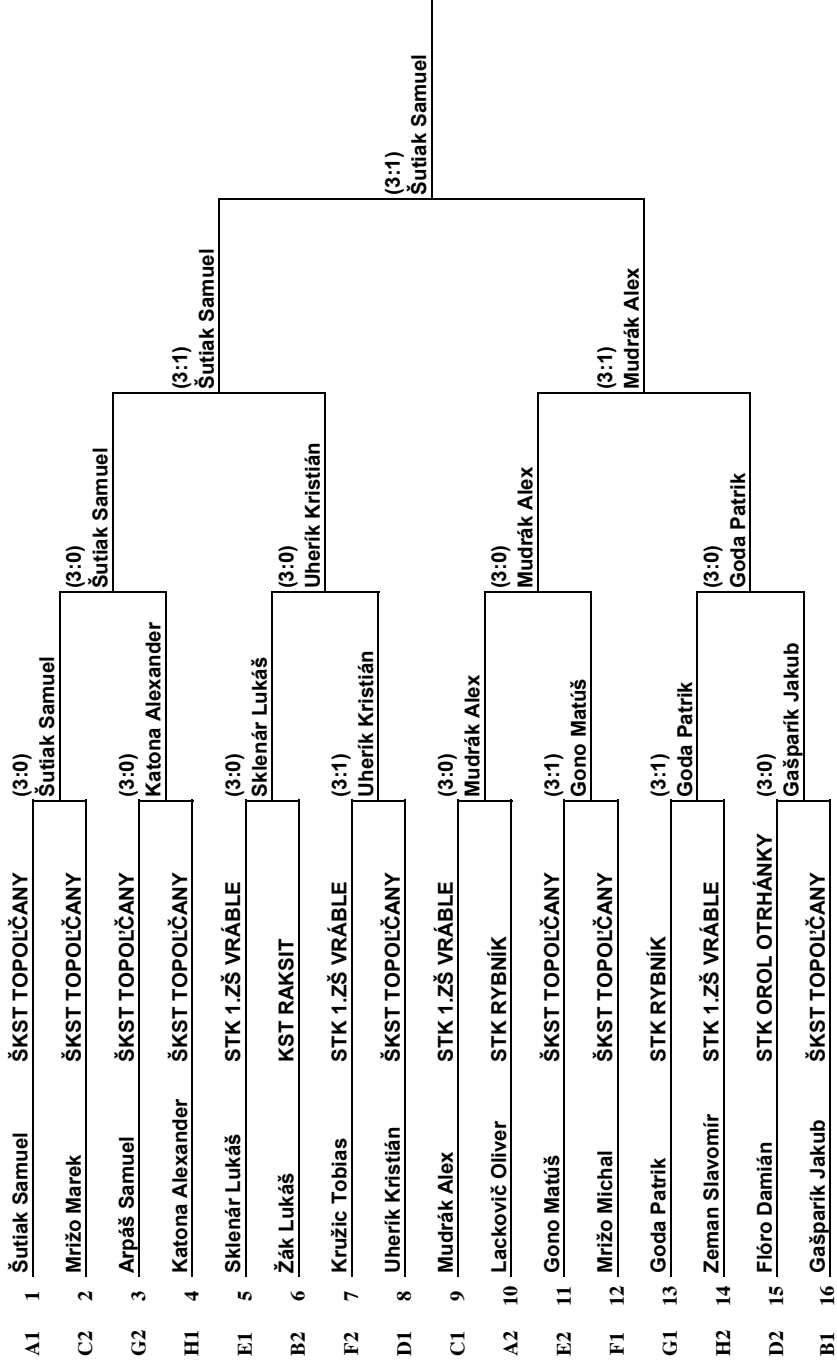 A1 1 Šutiak Samuel ŠKST TOPOĽČANY
C2 2 Mrižo Marek ŠKST TOPOĽČANY
G2 3 Arpáš Samuel ŠKST TOPOĽČANY
H1 4 Katona Alexander ŠKST TOPOĽČANY
E1 5 Sklenár Lukáš STK 1.ZŠ VRÁBLE
B2 6 Žák Lukáš KST RAKSIT
F2 7 Kružic Tobias STK 1.ZŠ VRÁBLE
D1 8 Uherík Kristián ŠKST TOPOĽČANY
C1 9 Mudrák Alex STK 1.ZŠ VRÁBLE
A2 10 Lackovič Oliver STK RYBNÍK
E2 11 Gono Matúš ŠKST TOPOĽČANY
F1 12 Mrižo Michal ŠKST TOPOĽČANY
G1 13 Goda Patrik STK RYBNÍK
H2 14 Zeman Slavomír STK 1.ZŠ VRÁBLE
D2 15 Flóro Damián STK OROL OTRHÁNKY
B1 16 Gašparík Jakub ŠKST TOPOĽČANY
(3:0)
Šutiak Samuel
(3:0)
Katona Alexander
(3:0)
Sklenár Lukáš
(3:1)
Uherík Kristián
(3:0)
Mudrák Alex
(3:1)
Gono Matúš
(3:1)
Goda Patrik
(3:0)
Gašparík Jakub
(3:0)
Šutiak Samuel
(3:0)
Uherík Kristián
(3:0)
Mudrák Alex
(3:0)
Goda Patrik
(3:1)
Šutiak Samuel
(3:1)
Mudrák Alex
(3:1)
Šutiak Samuel